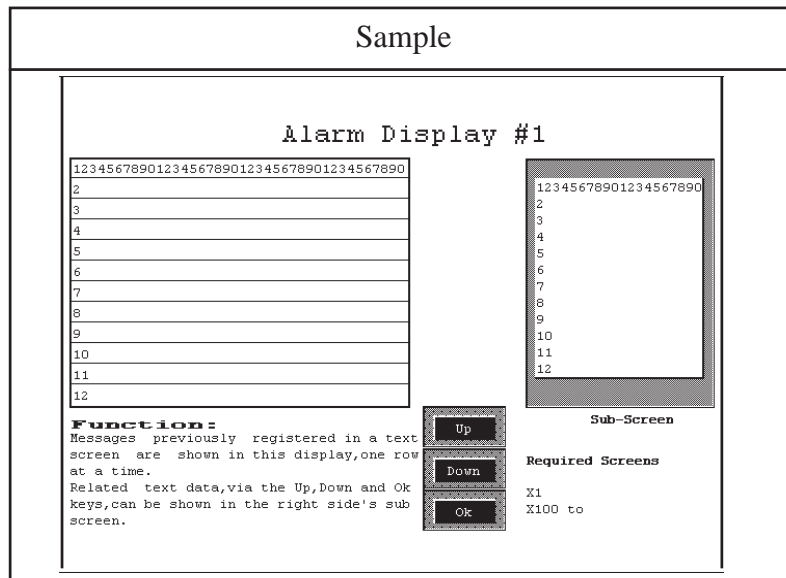 Sample
Alarm Display #1
1234567890123456789012345678901234567890
2
3
4
5
6
7
8
9
10
11
12
12345678901234567890
2
3
4
5
6
7
8
9
10
11
12
Sub-Screen
Function:
Messages previously registered in a text
screen are shown in this display,one row
at a time.
Related text data,via the Up,Down and Ok
keys,can be shown in the right side's sub
screen.
Up
Down
Ok
Required Screens
X1
X100 to